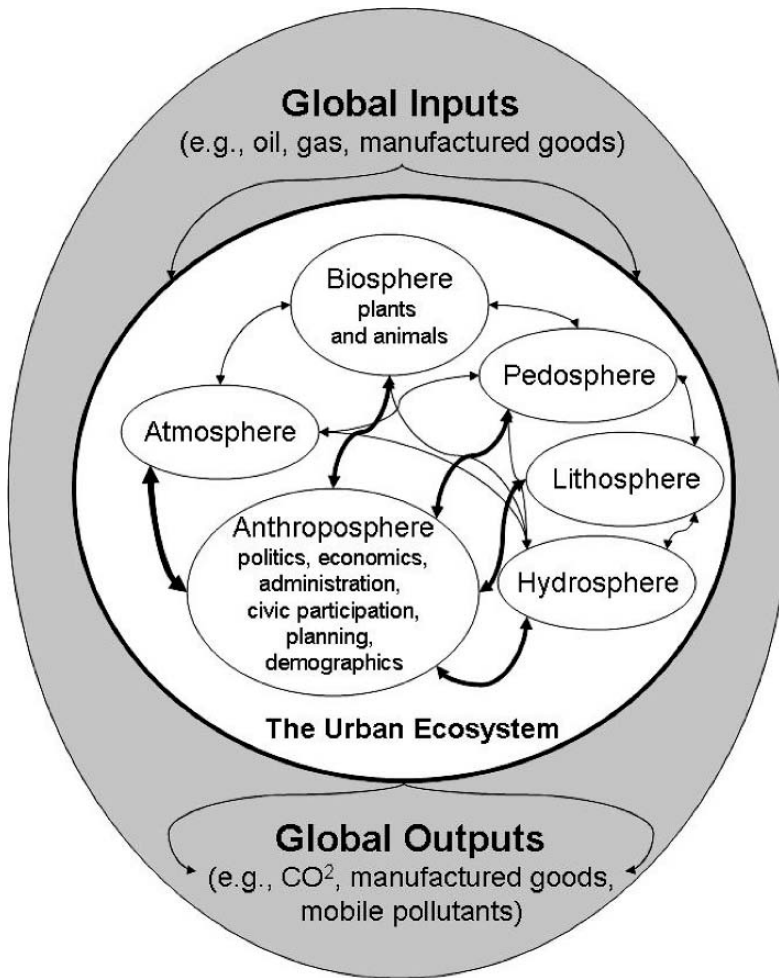 Global Inputs
(e.g., oil, gas, manufactured goods)
Biosphere
plants
and animals
Pedosphere
Atmosphere
Lithosphere
Anthroposphere
politics, economics,
administration,
civic participation,
planning,
demographics
Hydrosphere
The Urban Ecosystem
Global Outputs
(e.g., CO², manufactured goods,
mobile pollutants)